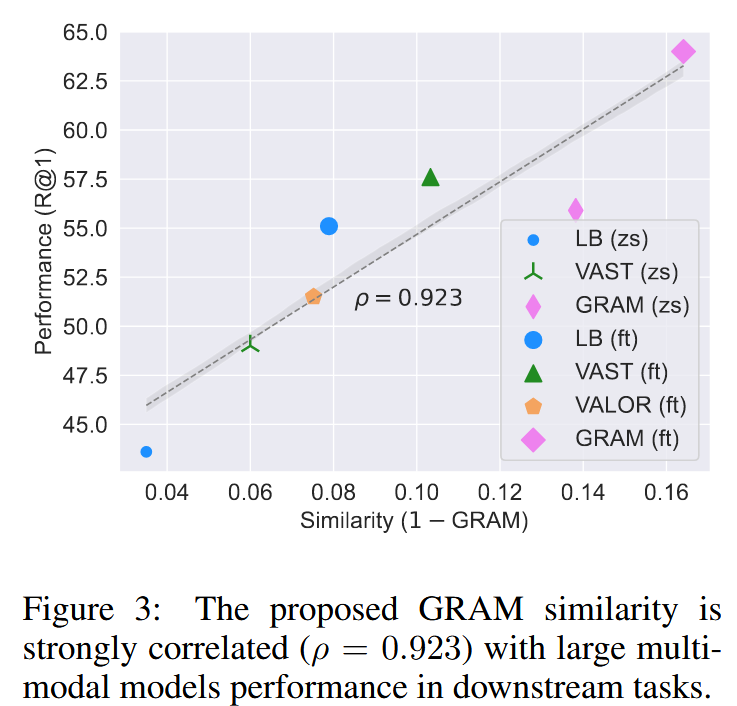 65.0
62.5
60.0
57.5
55.0
52.5
50.0
47.5
45.0
Performance (R@1)
ρ = 0.923
LB (zs)
VAST (zs)
GRAM (zs)
LB (ft)
VAST (ft)
VALOR (ft)
GRAM (ft)
0.04 0.06 0.08 0.10 0.12 0.14 0.16
Similarity (1 − GRAM)
Figure 3: The proposed GRAM similarity is
strongly correlated (ρ = 0.923) with large multi-
modal models performance in downstream tasks.